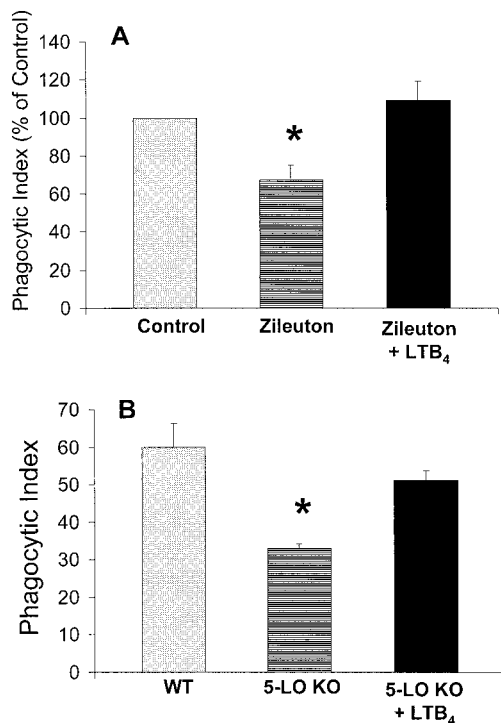 A
Phagocytic Index (% of Control)
140
120
100
80
60
40
20
0
*
Control
Zileuton
Zileuton
+ LTB₄
B
Phagocytic Index
70
60
50
40
30
20
10
0
*
WT
5-LO KO
5-LO KO
+ LTB₄